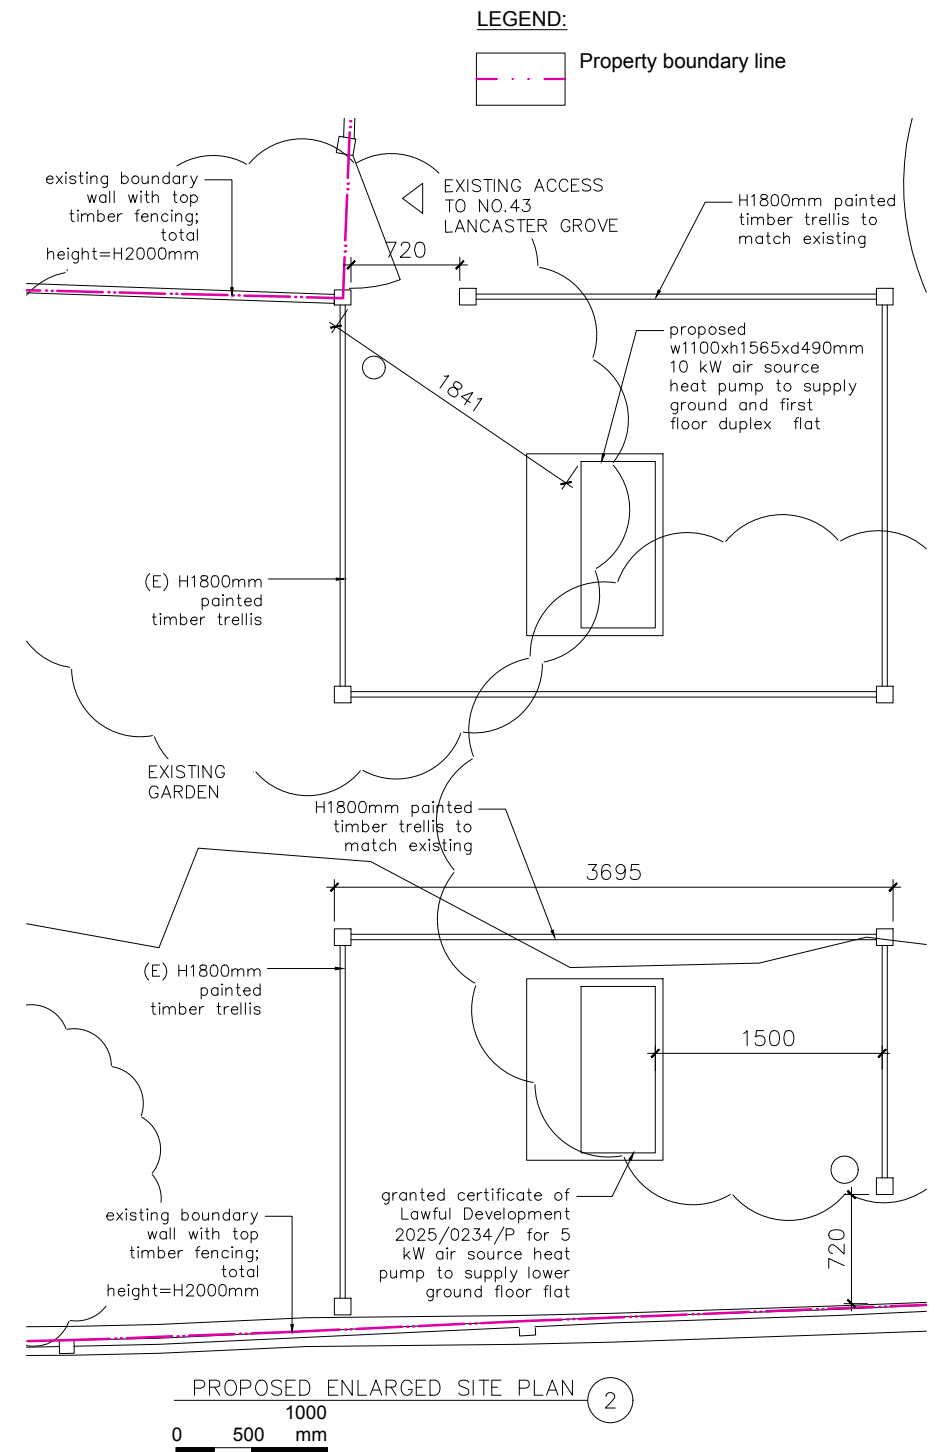 LEGEND:
Property boundary line
existing boundary
wall with top
timber fencing;
total
height=H2000mm
EXISTING ACCESS
TO NO.43
LANCASTER GROVE
720
H1800mm painted
timber trellis to
match existing
proposed
w1100xh1565xd490mm
10 kW air source
heat pump to supply
ground and first
floor duplex flat
1841
(E) H1800mm
painted
timber trellis
EXISTING
GARDEN
H1800mm painted
timber trellis to
match existing
3695
(E) H1800mm
painted
timber trellis
1500
granted certificate of
Lawful Development
2025/0234/P for 5
kW air source heat
pump to supply lower
ground floor flat
720
existing boundary
wall with top
timber fencing;
total
height=H2000mm
PROPOSED ENLARGED SITE PLAN 2
1000
0 500 mm